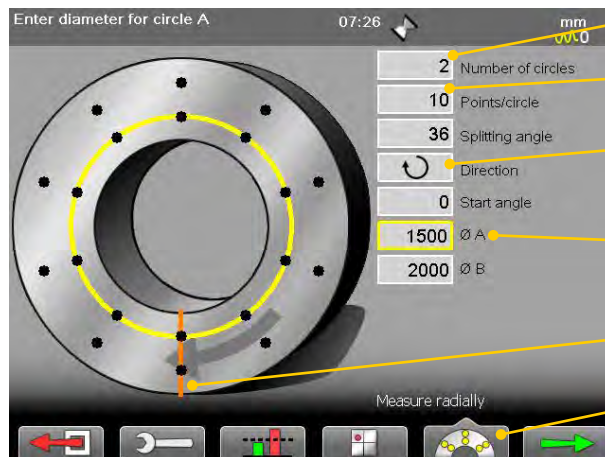 Enter diameter for circle A 07:26 mm
0
2 Number of circles
10 Points/circle
36 Splitting angle
Direction
0 Start angle
1500 Ø A
2000 Ø B
Measure radially